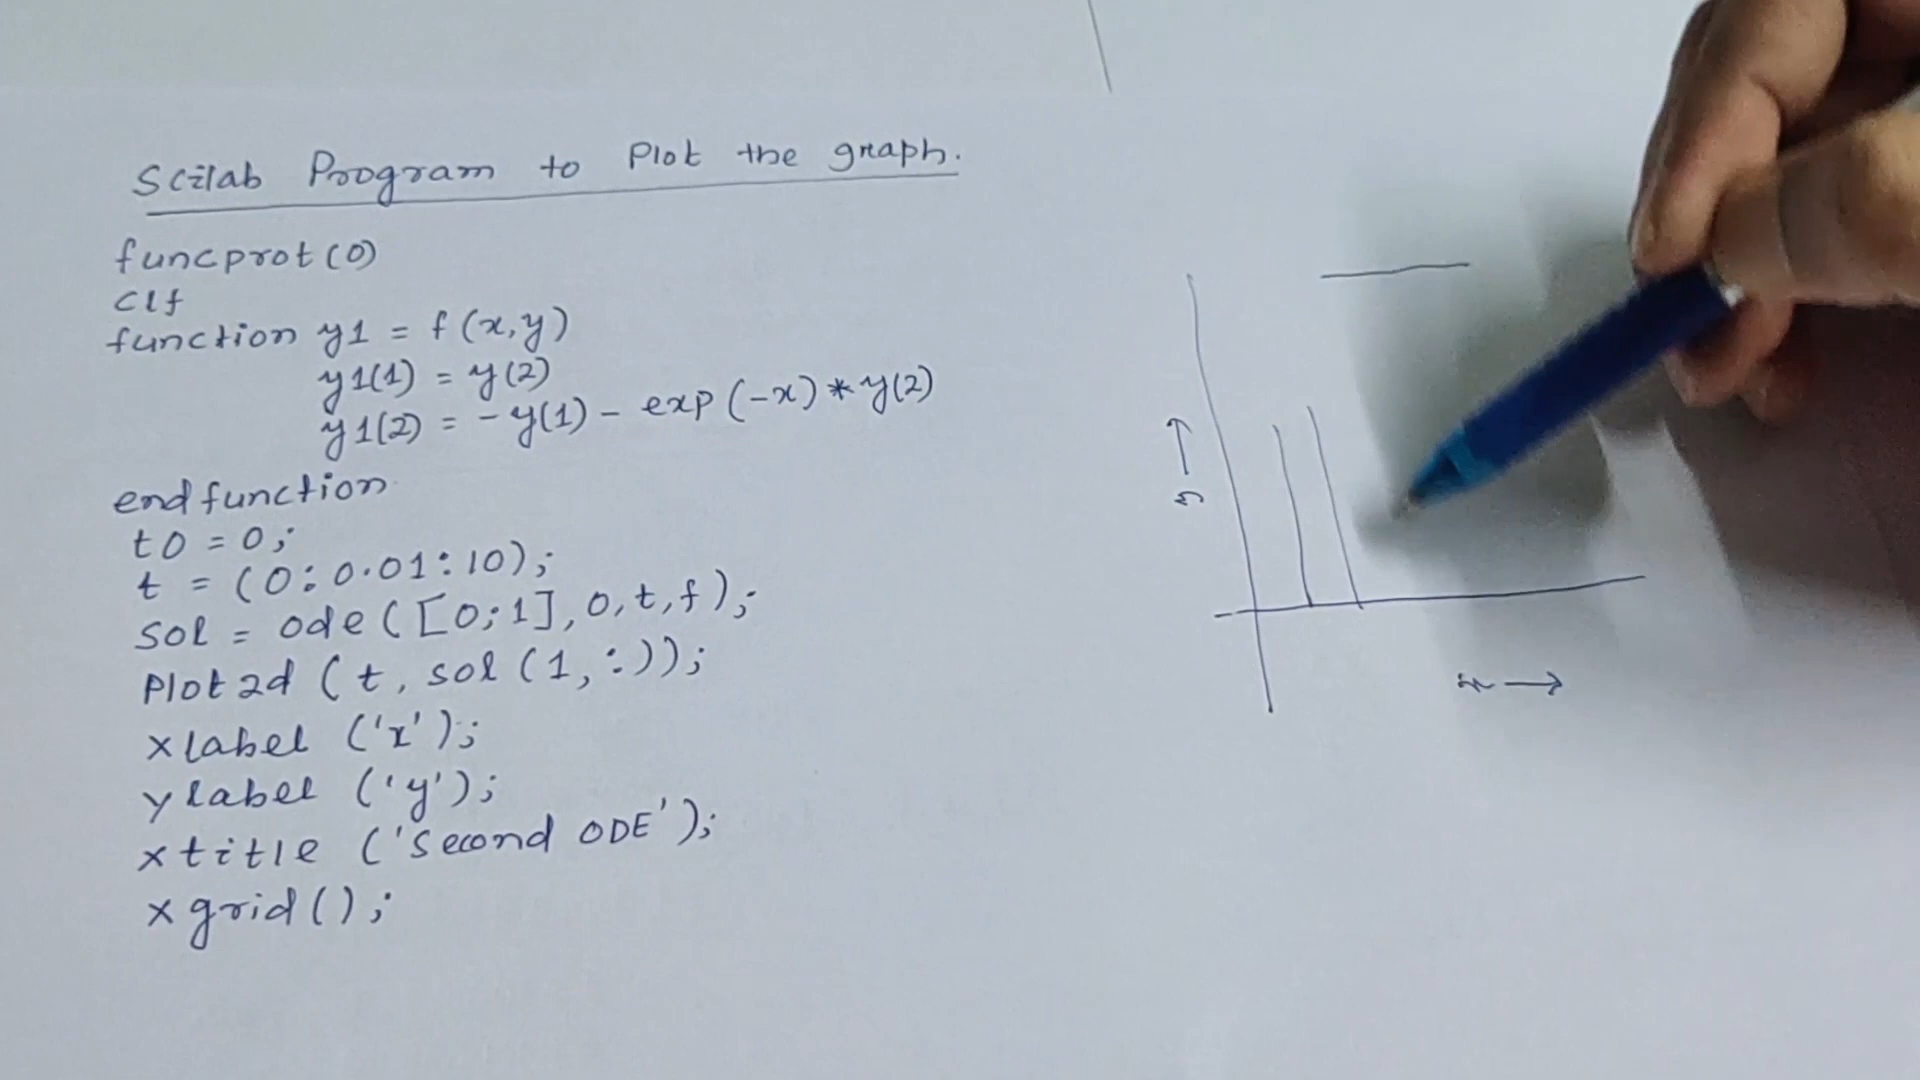 Scilab Program to Plot the graph.
funcprot(0)
clf
function y1 = f(x,y)
y1(1) = y(2)
y1(2) = -y(1) - exp(-x)*y(2)
endfunction
t0 = 0;
t = (0:0.01:10);
sol = ode([0;1],0,t,f);
Plot2d (t, sol(1,:));
xlabel ('x');
ylabel ('y');
xtitle ('Second ODE');
xgrid();
y
x